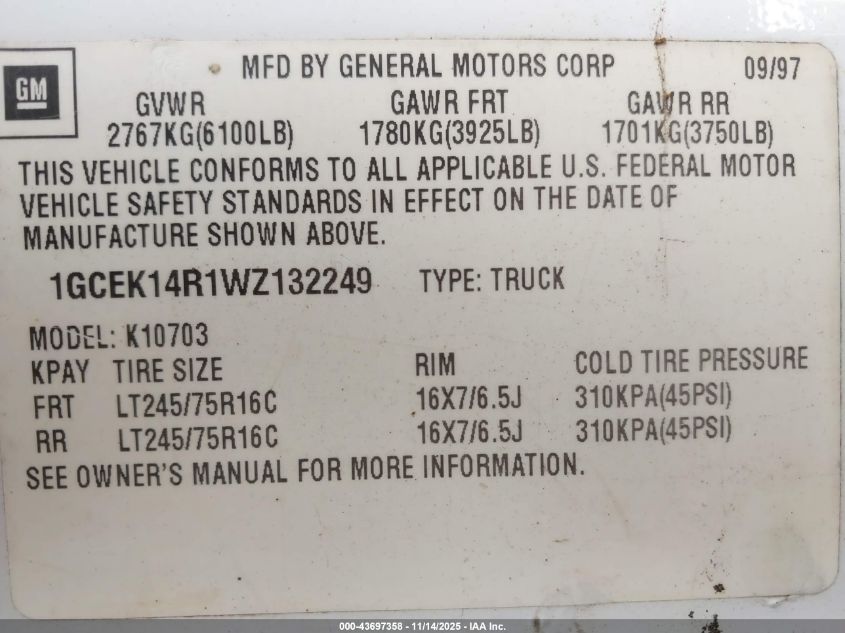 GM
MFD BY GENERAL MOTORS CORP 09/97
GVWR GAWR FRT GAWR RR
2767KG(6100LB) 1780KG(3925LB) 1701KG(3750LB)
THIS VEHICLE CONFORMS TO ALL APPLICABLE U.S. FEDERAL MOTOR
VEHICLE SAFETY STANDARDS IN EFFECT ON THE DATE OF
MANUFACTURE SHOWN ABOVE.
1GCEK14R1WZ132249 TYPE: TRUCK
MODEL: K10703
KPAY TIRE SIZE RIM COLD TIRE PRESSURE
FRT LT245/75R16C 16X7/6.5J 310KPA(45PSI)
RR LT245/75R16C 16X7/6.5J 310KPA(45PSI)
SEE OWNER'S MANUAL FOR MORE INFORMATION.
000-43697358 - 11/14/2025 - IAA Inc.